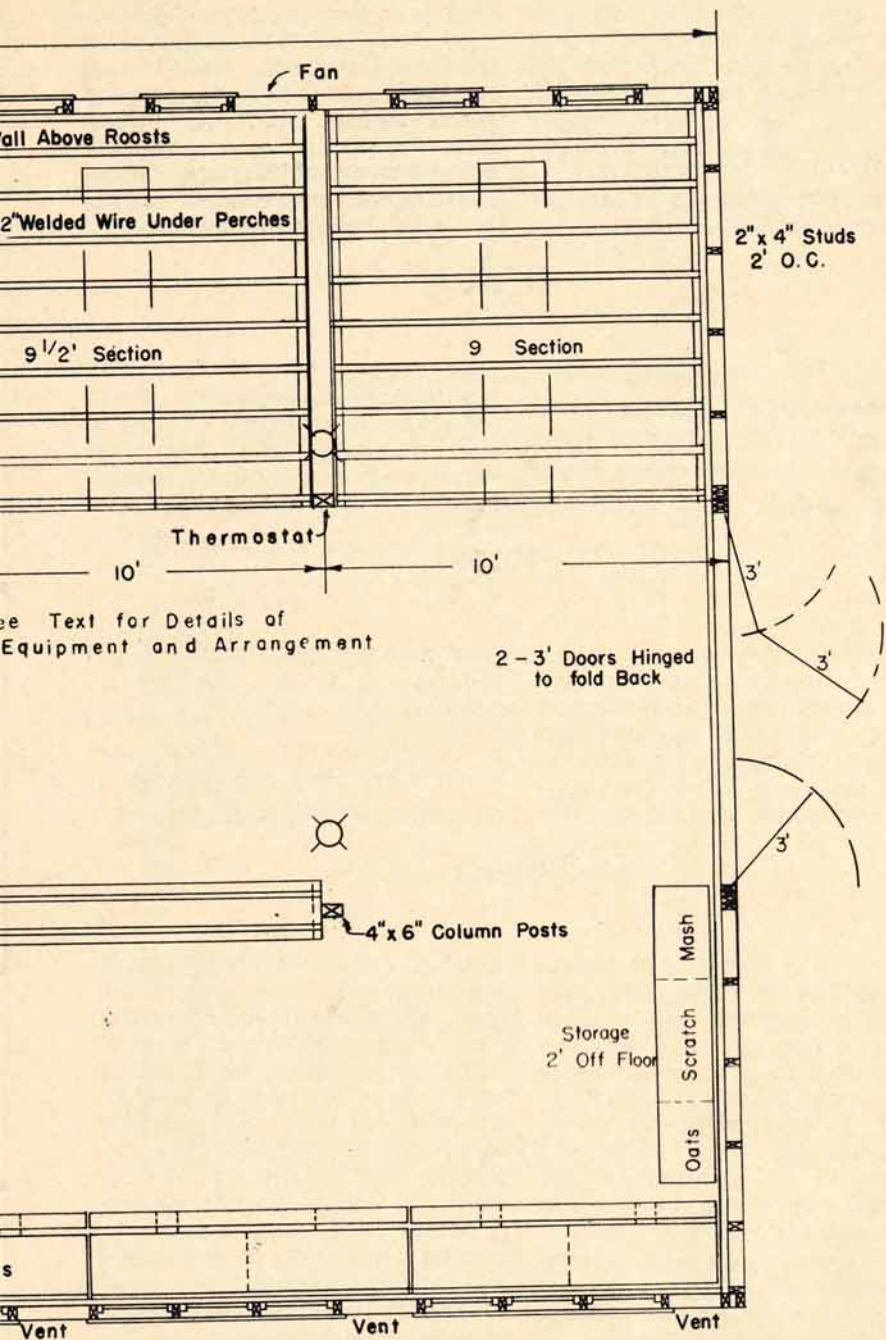 Fan
all Above Roosts
2" Welded Wire Under Perches
2" x 4" Studs
2' O.C.
9 1/2' Section
9 Section
Thermostat
10'
10'
3'
ee Text for Details of
Equipment and Arrangement
3'
2 - 3' Doors Hinged
to fold Back
3'
4" x 6" Column Posts
Mash
Storage
2' Off Floor
Scratch
Oats
s
Vent
Vent
Vent